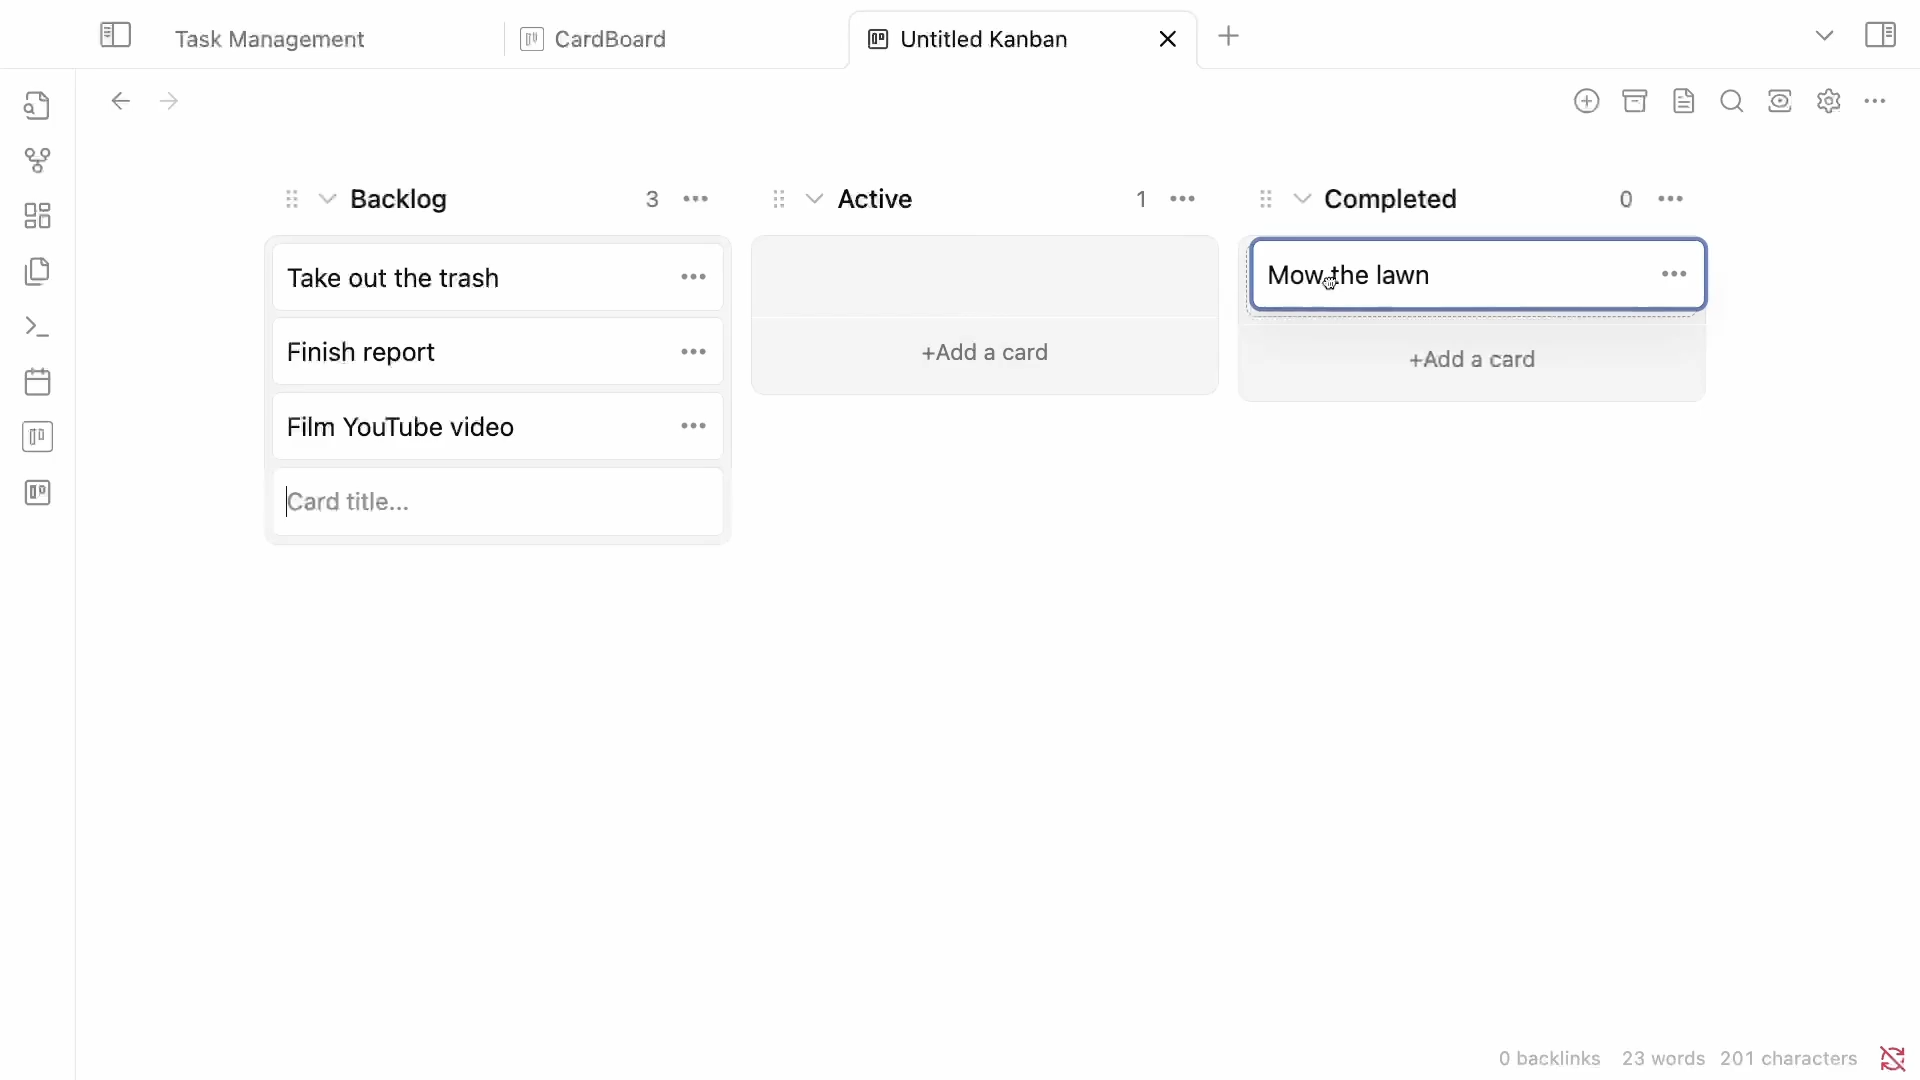 Task Management
CardBoard
Untitled Kanban
Backlog 3
Active 1
Completed 0
Take out the trash
Mow the lawn
Finish report
+Add a card
+Add a card
Film YouTube video
Card title...
0 backlinks 23 words 201 characters